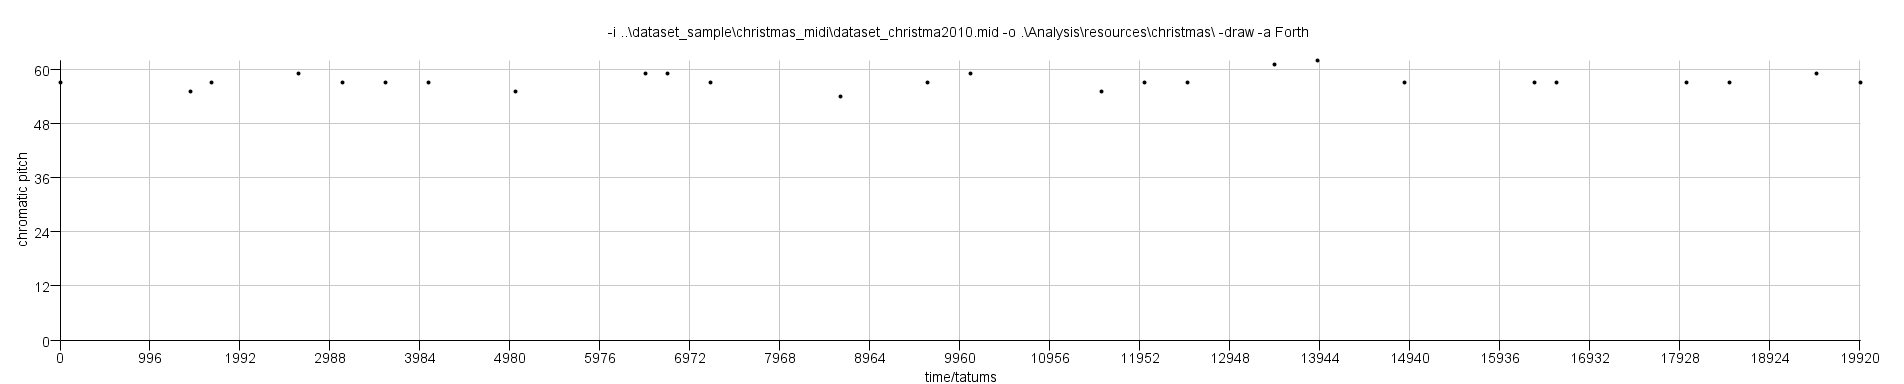 -i ..\dataset_sample\christmas_midi\dataset_christma2010.mid -o .\Analysis\resources\christmas\ -draw -a Forth
chromatic pitch
60
48
36
24
12
0
0 996 1992 2988 3984 4980 5976 6972 7968 8964 9960 10956 11952 12948 13944 14940 15936 16932 17928 18924 19920
time/tatums